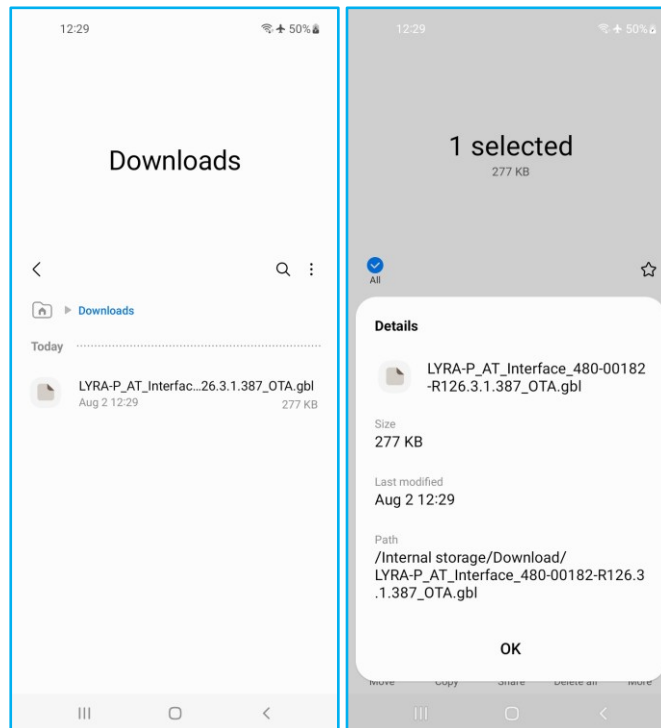 12:29
50%
Downloads
Downloads
Today
LYRA-P_AT_Interfac...26.3.1.387_OTA.gbl
Aug 2 12:29
277 KB
12:29
50%
1 selected
277 KB
All
Details
LYRA-P_AT_Interface_480-00182
-R126.3.1.387_OTA.gbl
Size
277 KB
Last modified
Aug 2 12:29
Path
/Internal storage/Download/
LYRA-P_AT_Interface_480-00182-R126.3
.1.387_OTA.gbl
OK
Move Copy Share Delete all More